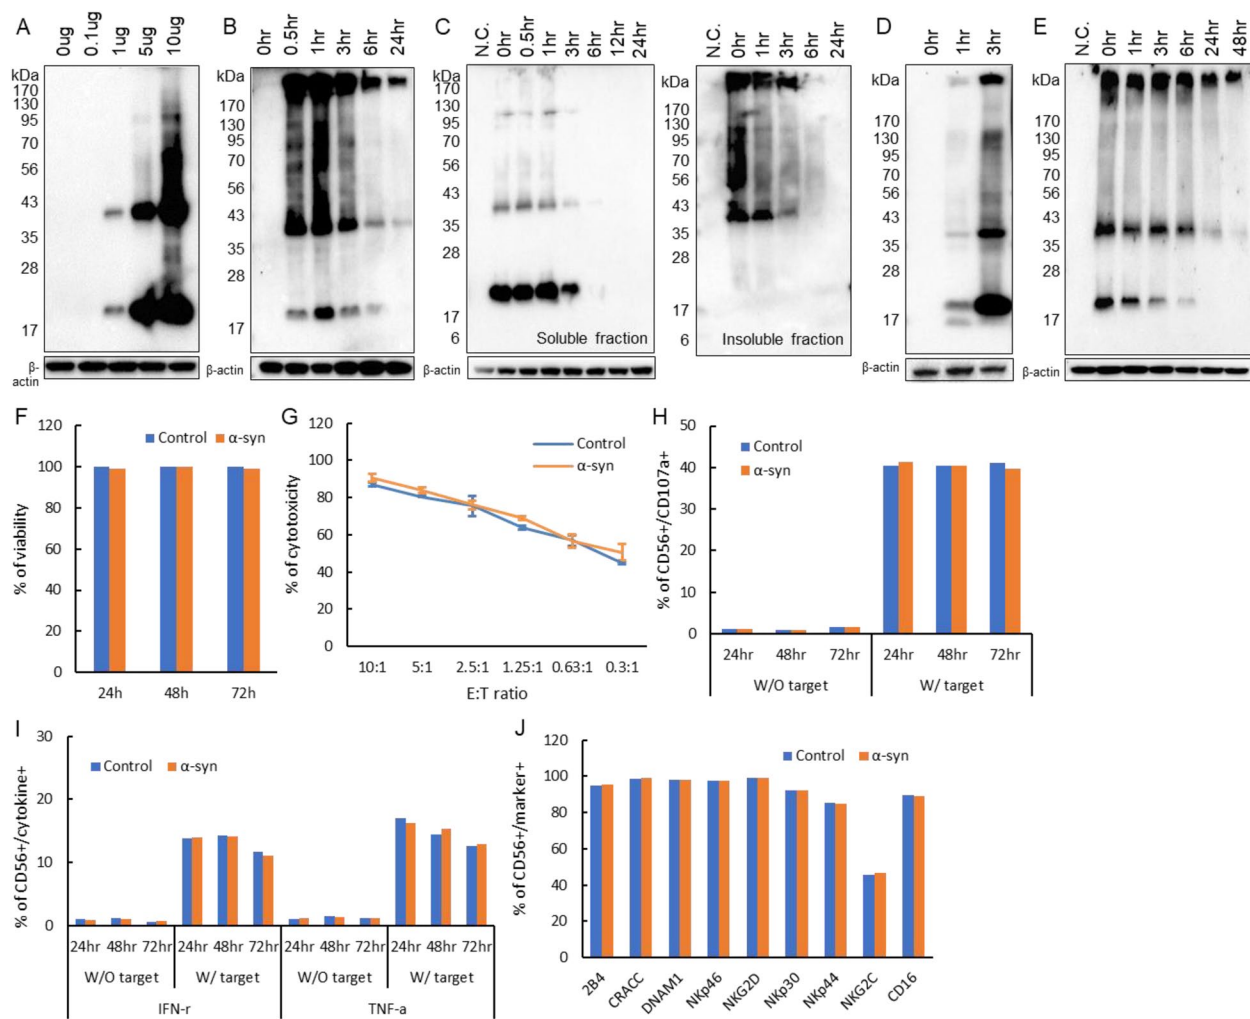 A
0ug
0.1ug
1ug
5ug
10ug
kDa
170
130
95
70
56
43
35
28
17
β-
actin
B
0hr
0.5hr
1hr
3hr
6hr
24hr
kDa
170
130
95
70
56
43
35
28
17
β-actin
C
N.C.
0hr
0.5hr
1hr
3hr
6hr
12hr
24hr
kDa
170
130
95
70
56
43
35
28
17
6
Soluble fraction
β-actin
N.C.
0hr
1hr
3hr
6hr
24hr
kDa
170
130
95
70
56
43
35
28
17
6
Insoluble fraction
D
0hr
1hr
3hr
kDa
170
130
95
70
56
43
35
28
17
β-actin
E
N.C.
0hr
1hr
3hr
6hr
24hr
48hr
kDa
170
130
95
70
56
43
35
28
17
β-actin
F
% of viability
120
100
80
60
40
20
0
Control α-syn
24h 48h 72h
G
% of cytotoxicity
120
100
80
60
40
20
0
Control
α-syn
10:1 5:1 2.5:1 1.25:1 0.63:1 0.3:1
E:T ratio
H
% of CD56+/CD107a+
50
40
30
20
10
0
Control
α-syn
24hr 48hr 72hr 24hr 48hr 72hr
W/O target W/ target
I
% of CD56+/cytokine+
30
20
10
0
Control α-syn
24hr 48hr 72hr 24hr 48hr 72hr 24hr 48hr 72hr 24hr 48hr 72hr
W/O target W/ target W/O target W/ target
IFN-r TNF-a
J
% of CD56+/marker+
120
100
80
60
40
20
0
Control α-syn
2B4
CRACC
DNAM1
NKp46
NKG2D
NKp30
NKp44
NKG2C
CD16